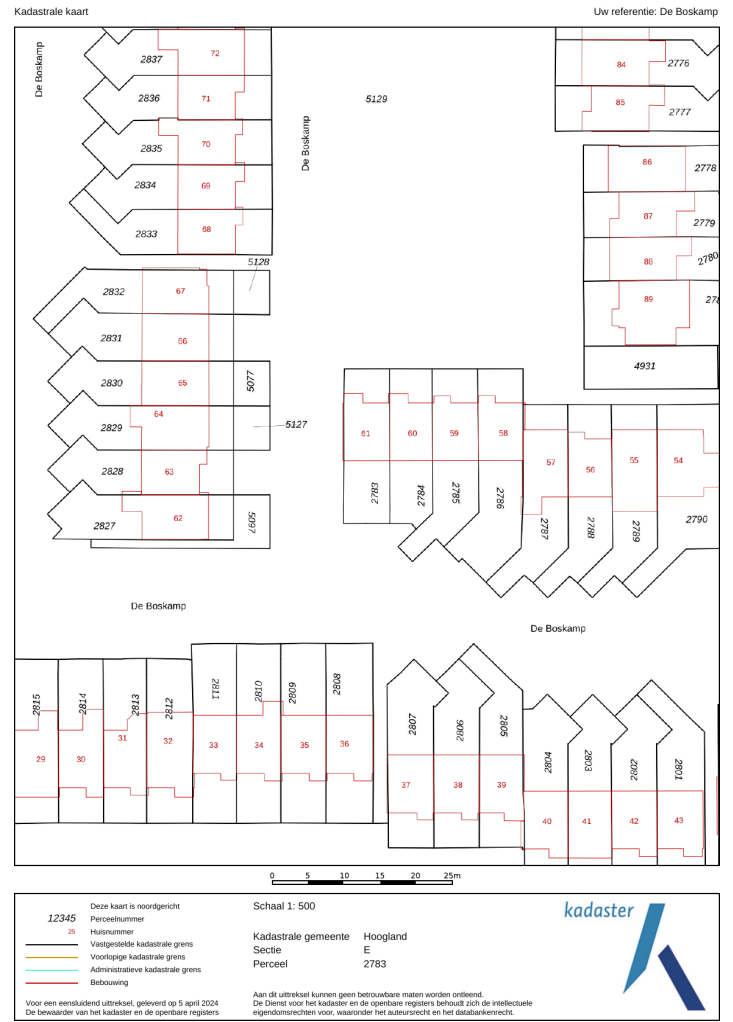 Kadastrale kaart
Uw referentie: De Boskamp
De Boskamp
De Boskamp
5129
2837 72
2836 71
2835 70
2834 69
2833 68
5128
2832 67
2831 66
2830 65 5077
64
2829 5127
2828 63
2827 62 5097
84 2776
85 2777
86 2778
87 2779
88 2780
89 278
4931
61 60 59 58
57 56 55 54
2783 2784 2785 2786
2787 2788 2789 2790
De Boskamp
De Boskamp
2815 2814 2813 2812 2811 2810 2809 2808
29 30 31 32 33 34 35 36
2807 2806 2805
2804 2803 2802 2801
37 38 39
40 41 42 43
0 5 10 15 20 25m
Deze kaart is noordgericht
12345 Perceelnummer
25 Huisnummer
Vastgestelde kadastrale grens
Voorlopige kadastrale grens
Administratieve kadastrale grens
Bebouwing
Voor een eensluidend uittreksel, geleverd op 5 april 2024
De bewaarder van het kadaster en de openbare registers
Schaal 1: 500
Kadastrale gemeente Hoogland
Sectie E
Perceel 2783
Aan dit uittreksel kunnen geen betrouwbare maten worden ontleend.
De Dienst voor het kadaster en de openbare registers behoudt zich de intellectuele
eigendomsrechten voor, waaronder het auteursrecht en het databankenrecht.
kadaster